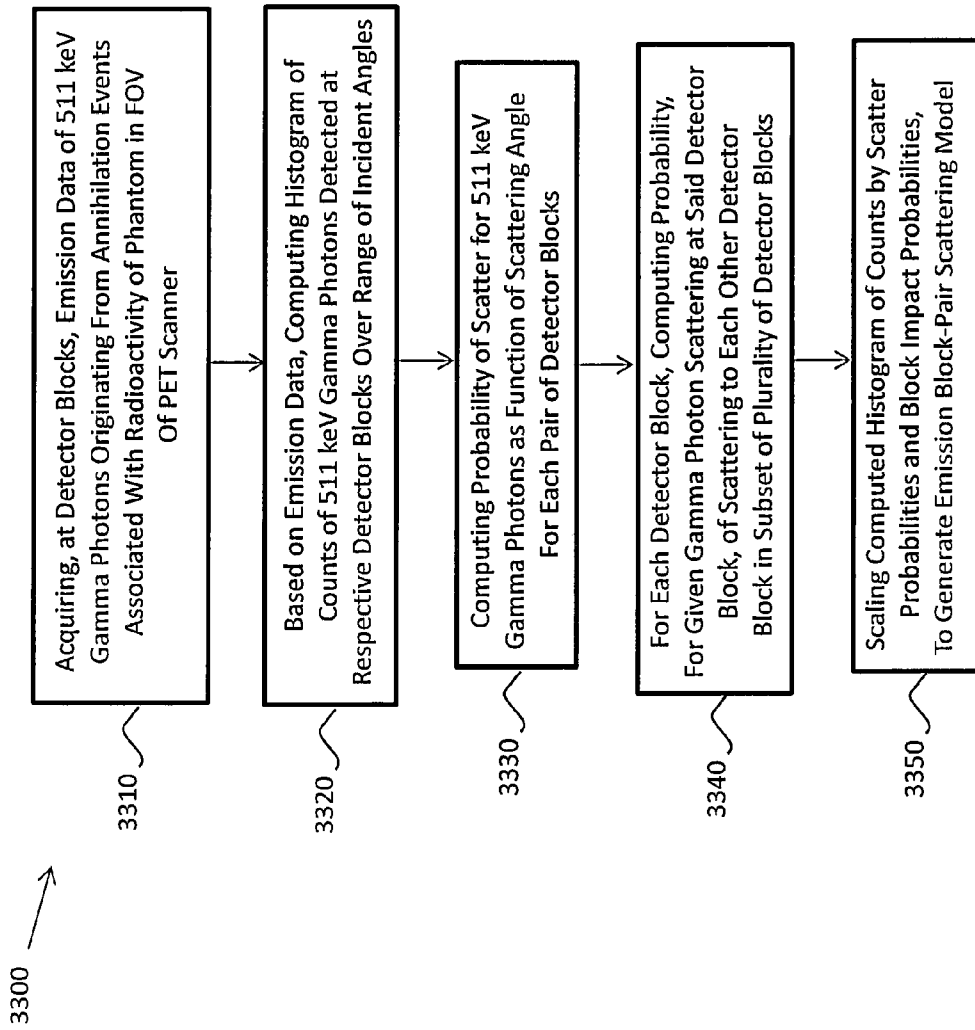 3300
3310
Acquiring, at Detector Blocks, Emission Data of 511 keV
Gamma Photons Originating From Annihilation Events
Associated With Radioactivity of Phantom in FOV
Of PET Scanner
3320
Based on Emission Data, Computing Histogram of
Counts of 511 keV Gamma Photons Detected at
Respective Detector Blocks Over Range of Incident Angles
3330
Computing Probability of Scatter for 511 keV
Gamma Photons as Function of Scattering Angle
For Each Pair of Detector Blocks
3340
For Each Detector Block, Computing Probability,
For Given Gamma Photon Scattering at Said Detector
Block, of Scattering to Each Other Detector
Block in Subset of Plurality of Detector Blocks
3350
Scaling Computed Histogram of Counts by Scatter
Probabilities and Block Impact Probabilities,
To Generate Emission Block-Pair Scattering Model